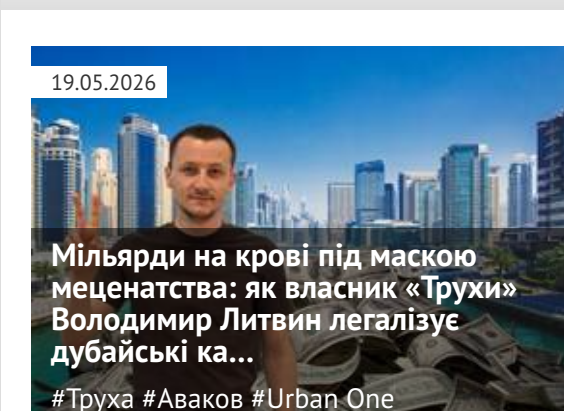 19.05.2026
Мільярди на крові під маскою
меценатства: як власник «Трухи»
Володимир Литвин легалізує
дубайські ка...
#Труха #Аваков #Urban One